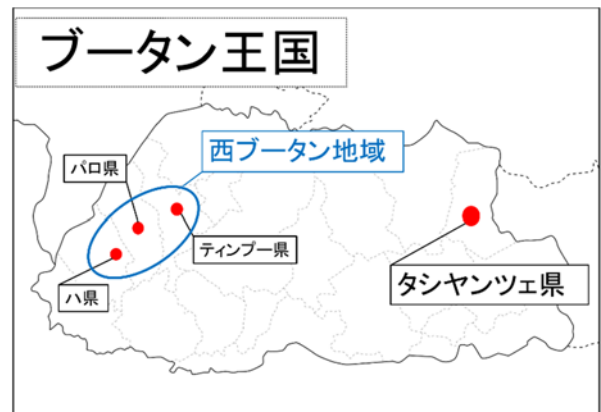 ブータン王国
西ブータン地域
パロ県
ティンプー県
ハ県
タシヤンツェ県